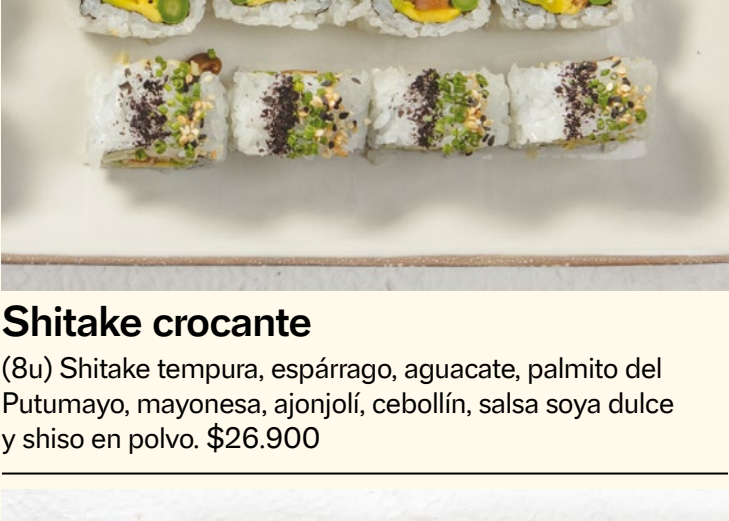 Shitake crocante
(8u) Shitake tempura, espárrago, aguacate, palmito del
Putumayo, mayonesa, ajonjolí, cebollín, salsa soya dulce
y shiso en polvo. $26.900